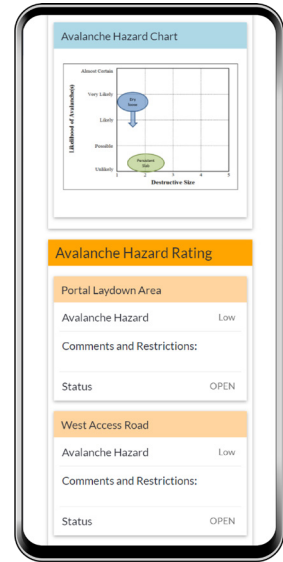 Avalanche Hazard Chart
Almost Certain
Very Likely
Dry
loose
Likelihood of Avalanche(s)
Likely
Possible
Persistent
Slab
Unlikely
1 2 3 4 5
Destructive Size
Avalanche Hazard Rating
Portal Laydown Area
Avalanche Hazard Low
Comments and Restrictions:
Status OPEN
West Access Road
Avalanche Hazard Low
Comments and Restrictions:
Status OPEN